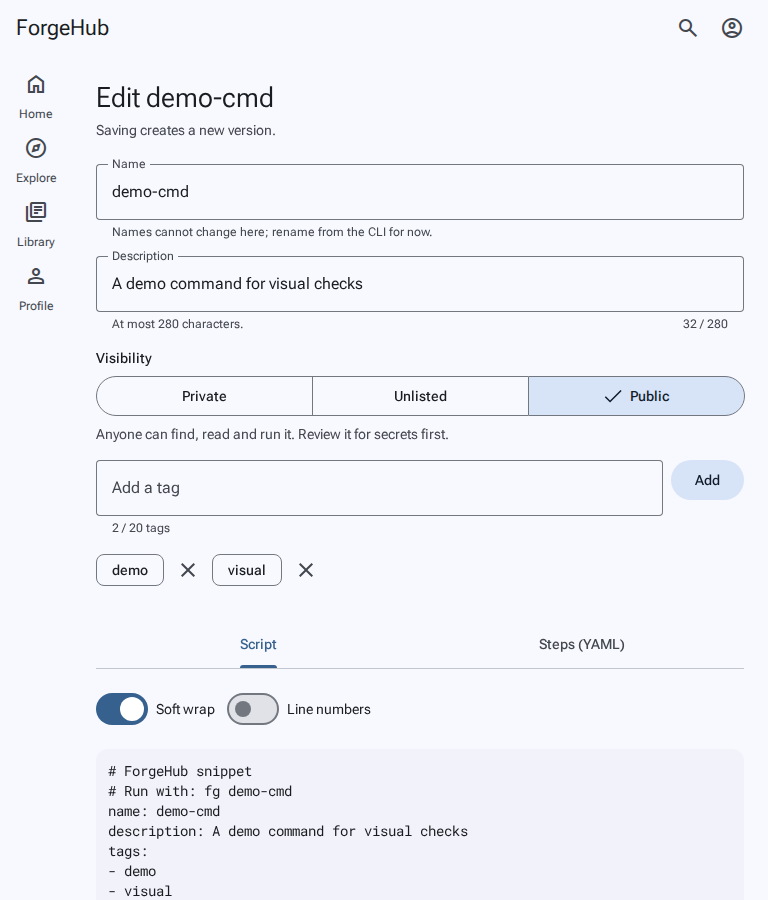 ForgeHub
Home
Explore
Library
Profile
Edit demo-cmd
Saving creates a new version.
Name
demo-cmd
Names cannot change here; rename from the CLI for now.
Description
A demo command for visual checks
At most 280 characters.
32 / 280
Visibility
Private
Unlisted
Public
Anyone can find, read and run it. Review it for secrets first.
Add a tag
Add
2 / 20 tags
demo
visual
Script
Steps (YAML)
Soft wrap
Line numbers
# ForgeHub snippet
# Run with: fg demo-cmd
name: demo-cmd
description: A demo command for visual checks
tags:
- demo
- visual